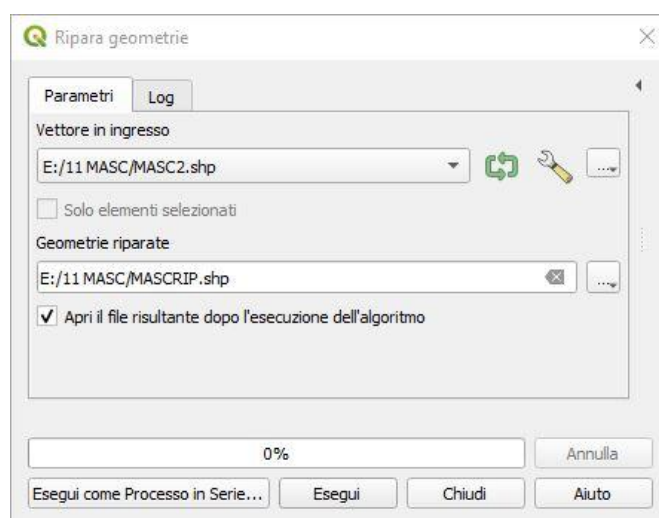 Ripara geometrie
Parametri Log
Vettore in ingresso
E:/11 MASC/MASC2.shp
...
Solo elementi selezionati
Geometrie riparate
E:/11 MASC/MASCRIP.shp
...
Apri il file risultante dopo l'esecuzione dell'algoritmo
0% Annulla
Esegui come Processo in Serie... Esegui Chiudi Aiuto